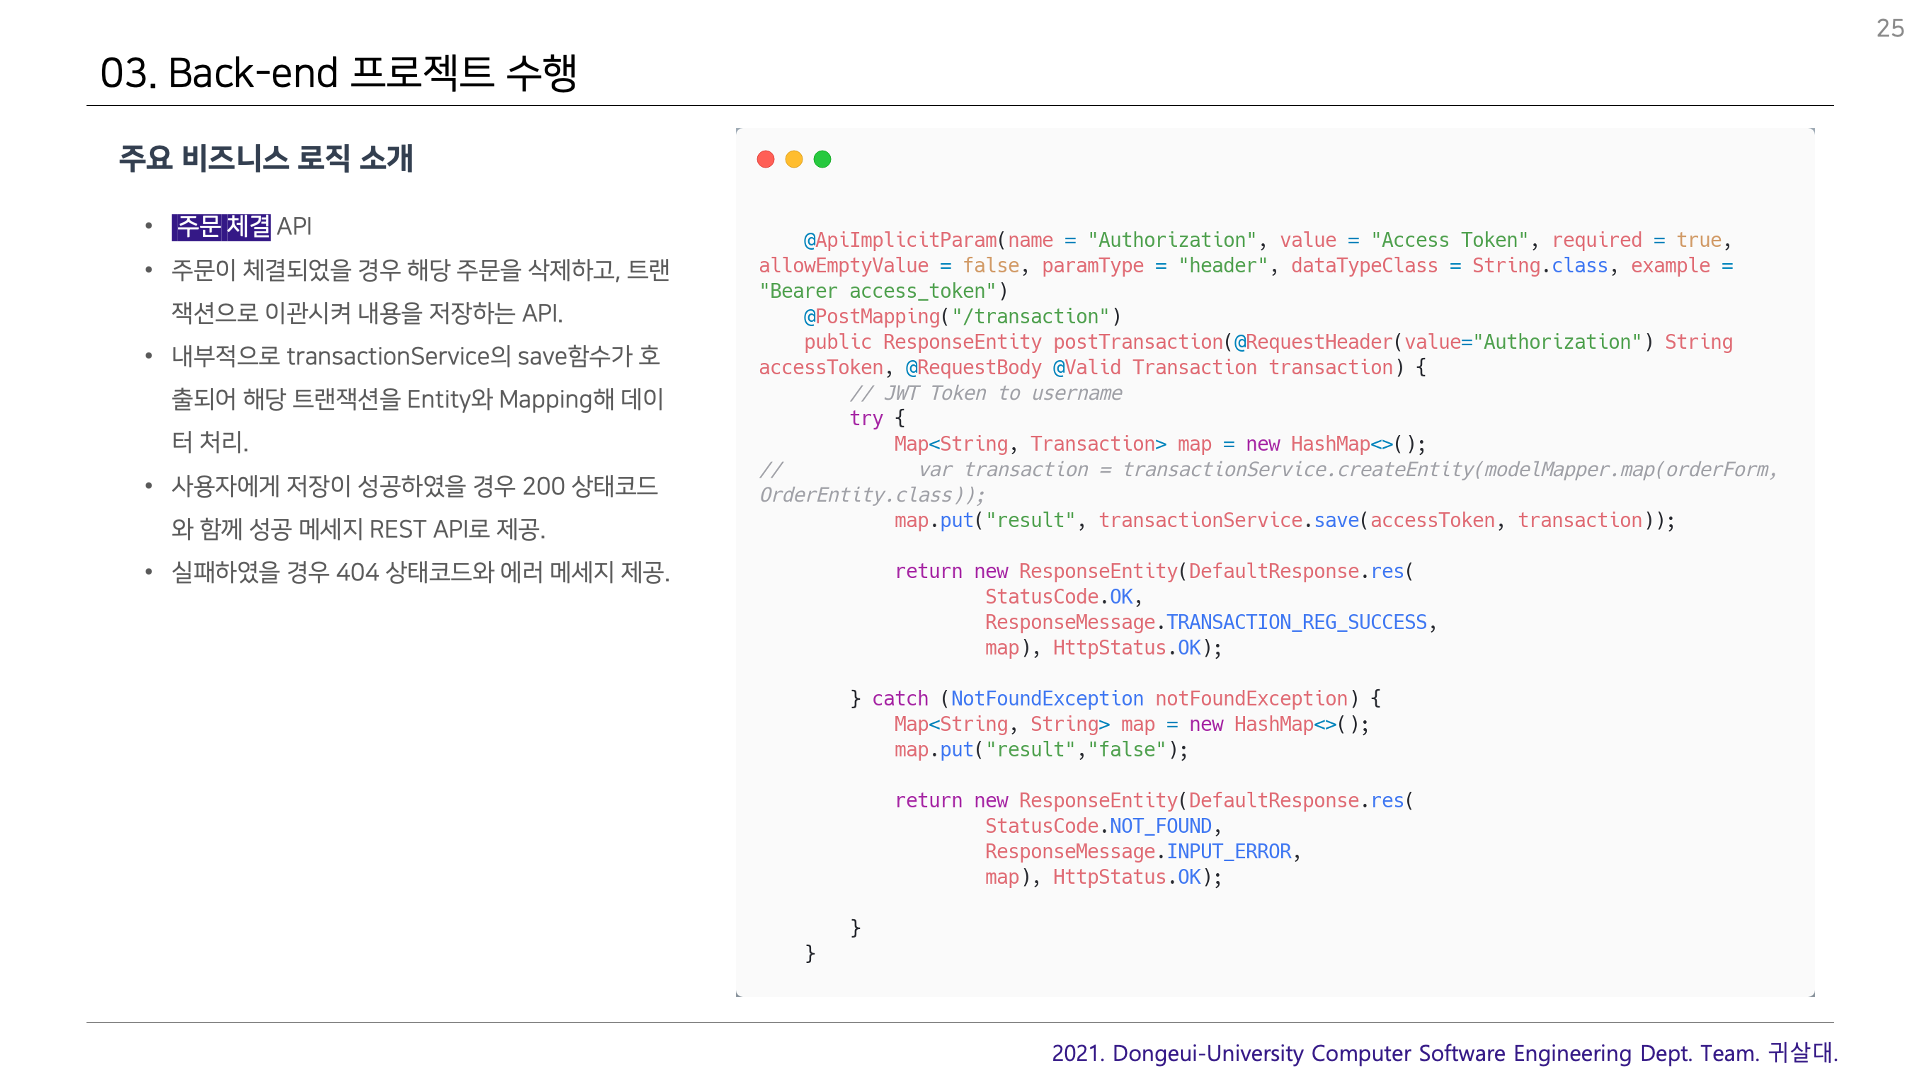 25
03. Back-end 프로젝트 수행
주요 비즈니스 로직 소개
• 주문 체결 API
• 주문이 체결되었을 경우 해당 주문을 삭제하고, 트랜
잭션으로 이관시켜 내용을 저장하는 API.
• 내부적으로 transactionService의 save함수가 호
출되어 해당 트랜잭션을 Entity와 Mapping해 데이
터 처리.
• 사용자에게 저장이 성공하였을 경우 200 상태코드
와 함께 성공 메세지 REST API로 제공.
• 실패하였을 경우 404 상태코드와 에러 메세지 제공.
    @ApiImplicitParam(name = "Authorization", value = "Access Token", required = true,
allowEmptyValue = false, paramType = "header", dataTypeClass = String.class, example =
"Bearer access_token")
    @PostMapping("/transaction")
    public ResponseEntity postTransaction(@RequestHeader(value="Authorization") String
accessToken, @RequestBody @Valid Transaction transaction) {
        // JWT Token to username
        try {
            Map<String, Transaction> map = new HashMap<>();
//            var transaction = transactionService.createEntity(modelMapper.map(orderForm,
OrderEntity.class));
            map.put("result", transactionService.save(accessToken, transaction));
            return new ResponseEntity(DefaultResponse.res(
                    StatusCode.OK,
                    ResponseMessage.TRANSACTION_REG_SUCCESS,
                    map), HttpStatus.OK);
        } catch (NotFoundException notFoundException) {
            Map<String, String> map = new HashMap<>();
            map.put("result","false");
            return new ResponseEntity(DefaultResponse.res(
                    StatusCode.NOT_FOUND,
                    ResponseMessage.INPUT_ERROR,
                    map), HttpStatus.OK);
        }
    }
2021. Dongeui-University Computer Software Engineering Dept. Team. 귀살대.